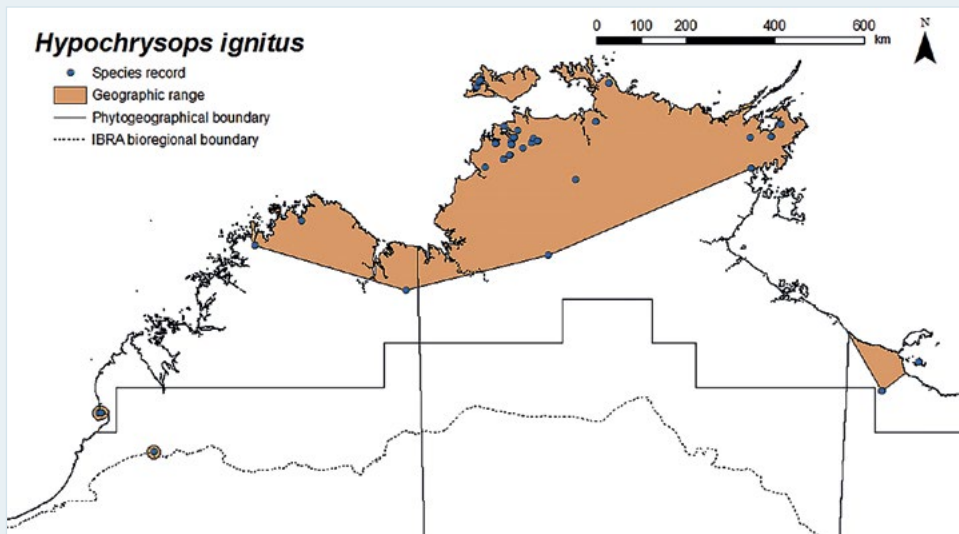 Hypochrysops ignitus
Species record
Geographic range
Phytogeographical boundary
IBRA bioregional boundary
0 100 200 400 600
km
N